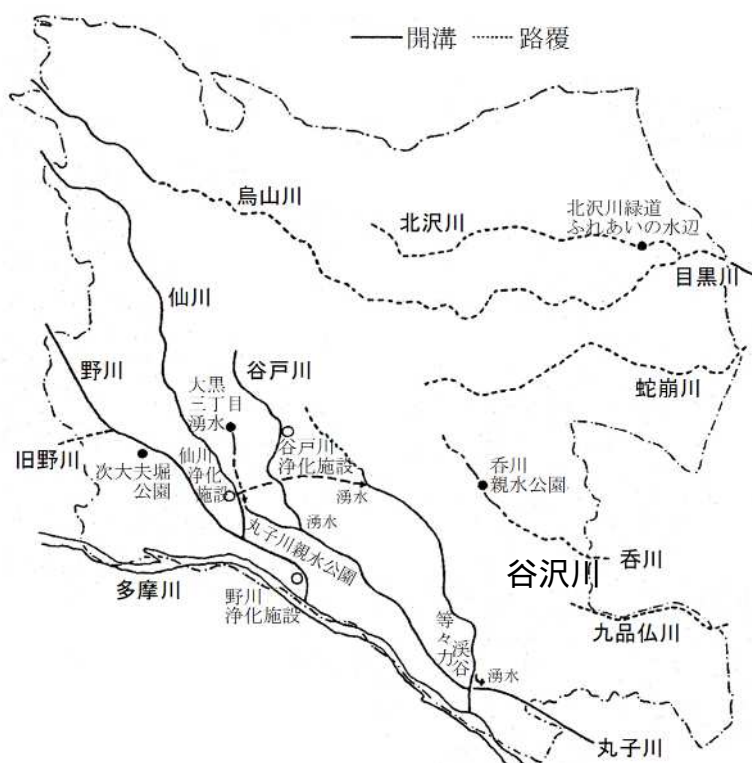 開溝
路覆
烏山川
北沢川
北沢川緑道
ふれあいの水辺
目黒川
仙川
野川
谷戸川
蛇崩川
大黒
三丁目
湧水
旧野川
次大夫堀
公園
仙川
浄化
施設
谷戸川
浄化施設
湧水
呑川
親水公園
湧水
丸子川親水公園
谷沢川
呑川
多摩川
野川
浄化施設
等々力
渓谷
九品仏川
湧水
丸子川